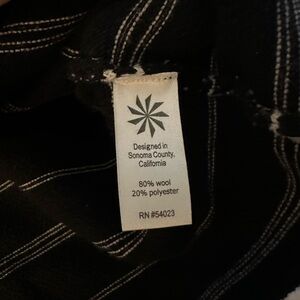 Designed in
Sonoma County,
California
80% wool
20% polyester
RN #54023